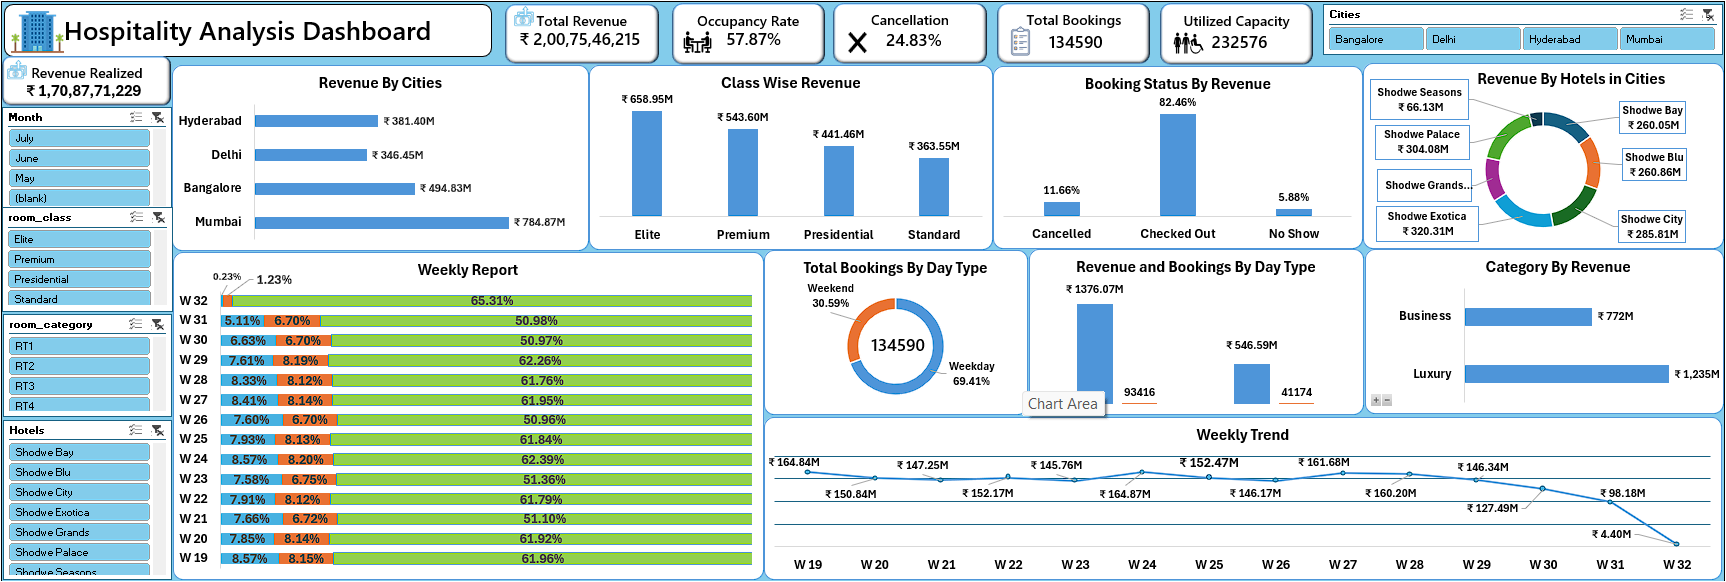 Hospitality Analysis Dashboard
Total Revenue
₹ 2,00,75,46,215
Occupancy Rate
57.87%
Cancellation
24.83%
Total Bookings
134590
Utilized Capacity
232576
Cities
Bangalore
Delhi
Hyderabad
Mumbai
Revenue Realized
₹ 1,70,87,71,229
Month
July
June
May
(blank)
room_class
Elite
Premium
Presidential
Standard
room_category
RT1
RT2
RT3
RT4
Hotels
Shodwe Bay
Shodwe Blu
Shodwe City
Shodwe Exotica
Shodwe Grands
Shodwe Palace
Shodwe Seasons
Revenue By Cities
Hyderabad ₹ 381.40M
Delhi ₹ 346.45M
Bangalore ₹ 494.83M
Mumbai ₹ 784.87M
Class Wise Revenue
₹ 658.95M
₹ 543.60M
₹ 441.46M
₹ 363.55M
Elite Premium Presidential Standard
Booking Status By Revenue
82.46%
11.66%
5.88%
Cancelled Checked Out No Show
Revenue By Hotels in Cities
Shodwe Seasons
₹ 66.13M
Shodwe Bay
₹ 260.05M
Shodwe Palace
₹ 304.08M
Shodwe Blu
₹ 260.86M
Shodwe Grands...
Shodwe Exotica
₹ 320.31M
Shodwe City
₹ 285.81M
Weekly Report
0.23% 1.23%
W 32 65.31%
W 31 5.11% 6.70% 50.98%
W 30 6.63% 6.70% 50.97%
W 29 7.61% 8.19% 62.26%
W 28 8.33% 8.12% 61.76%
W 27 8.41% 8.14% 61.95%
W 26 7.60% 6.70% 50.96%
W 25 7.93% 8.13% 61.84%
W 24 8.57% 8.20% 62.39%
W 23 7.58% 6.75% 51.36%
W 22 7.91% 8.12% 61.79%
W 21 7.66% 6.72% 51.10%
W 20 7.85% 8.14% 61.92%
W 19 8.57% 8.15% 61.96%
Total Bookings By Day Type
Weekend
30.59%
134590
Weekday
69.41%
Revenue and Bookings By Day Type
₹ 1376.07M
₹ 546.59M
93416
41174
Chart Area
Category By Revenue
Business ₹ 772M
Luxury ₹ 1,235M
Weekly Trend
₹ 164.84M
₹ 150.84M
₹ 147.25M
₹ 152.17M
₹ 145.76M
₹ 164.87M
₹ 152.47M
₹ 146.17M
₹ 161.68M
₹ 160.20M
₹ 146.34M
₹ 127.49M
₹ 98.18M
₹ 4.40M
W 19 W 20 W 21 W 22 W 23 W 24 W 25 W 26 W 27 W 28 W 29 W 30 W 31 W 32